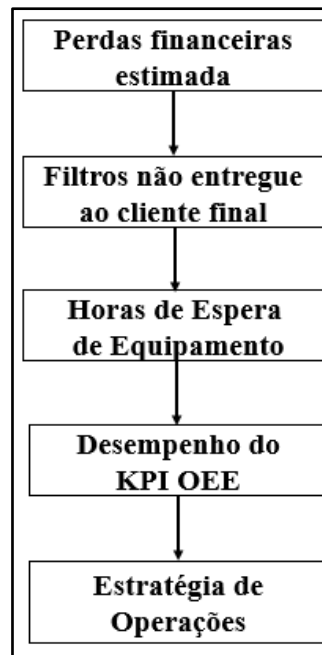 Perdas financeiras
estimada
Filtros não entregue
ao cliente final
Horas de Espera
de Equipamento
Desempenho do
KPI OEE
Estratégia de
Operações